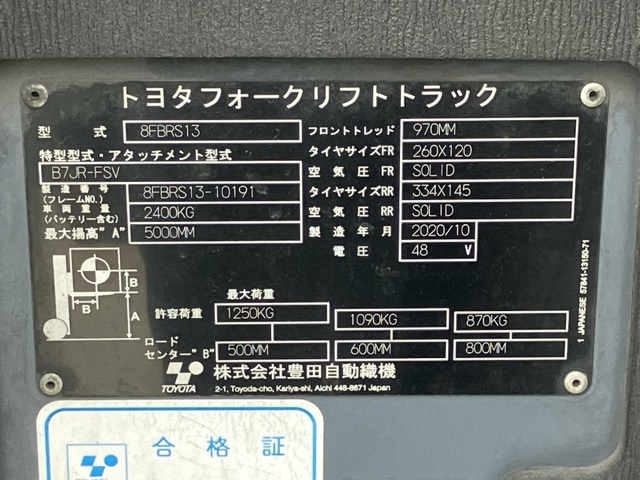 トヨタフォークリフトトラック
型式 8FBRS13
特型型式・アタッチメント型式
B7JR-FSV
製造番号(フレームNO.) 8FBRS13-10191
車両重量(バッテリー含む) 2400KG
最大揚高"A" 5000MM
フロントトレッド 970MM
タイヤサイズFR 260X120
空気圧 FR SOLID
タイヤサイズRR 334X145
空気圧 RR SOLID
製造年月 2020/10
電圧 48 V
B
B
A
最大荷重
許容荷重 1250KG 1090KG 870KG
ロード
センター"B" 500MM 600MM 800MM
TOYOTA 株式会社豊田自動織機
2-1, Toyoda-cho, Kariya-shi, Aichi 448-8671 Japan
1 JAPANESE 57841-13150-71
合格証